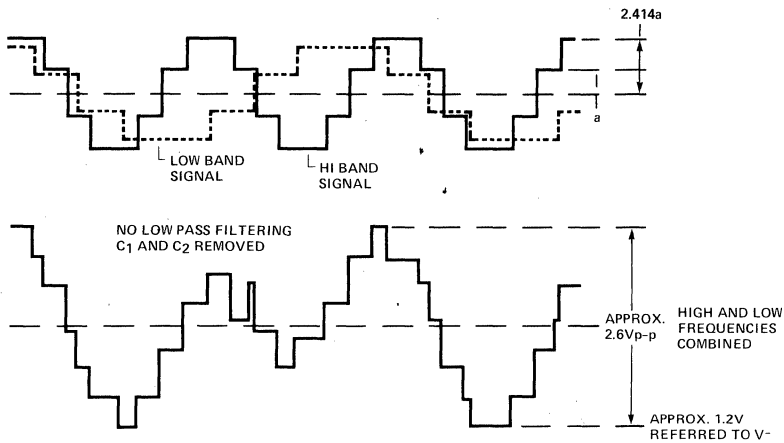 2.414a
a
LOW BAND
SIGNAL
HI BAND
SIGNAL
NO LOW PASS FILTERING
C1 AND C2 REMOVED
APPROX.
2.6Vp-p
HIGH AND LOW
FREQUENCIES
COMBINED
APPROX. 1.2V
REFERRED TO V-